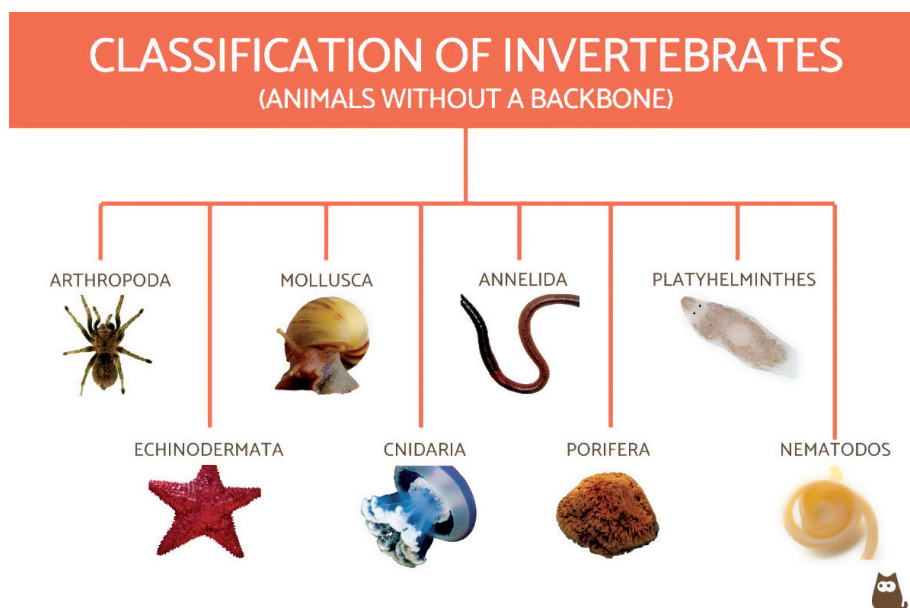 CLASSIFICATION OF INVERTEBRATES
(ANIMALS WITHOUT A BACKBONE)
ARTHROPODA
MOLLUSCA
ANNELIDA
PLATYHELMINTHES
ECHINODERMATA
CNIDARIA
PORIFERA
NEMATODOS